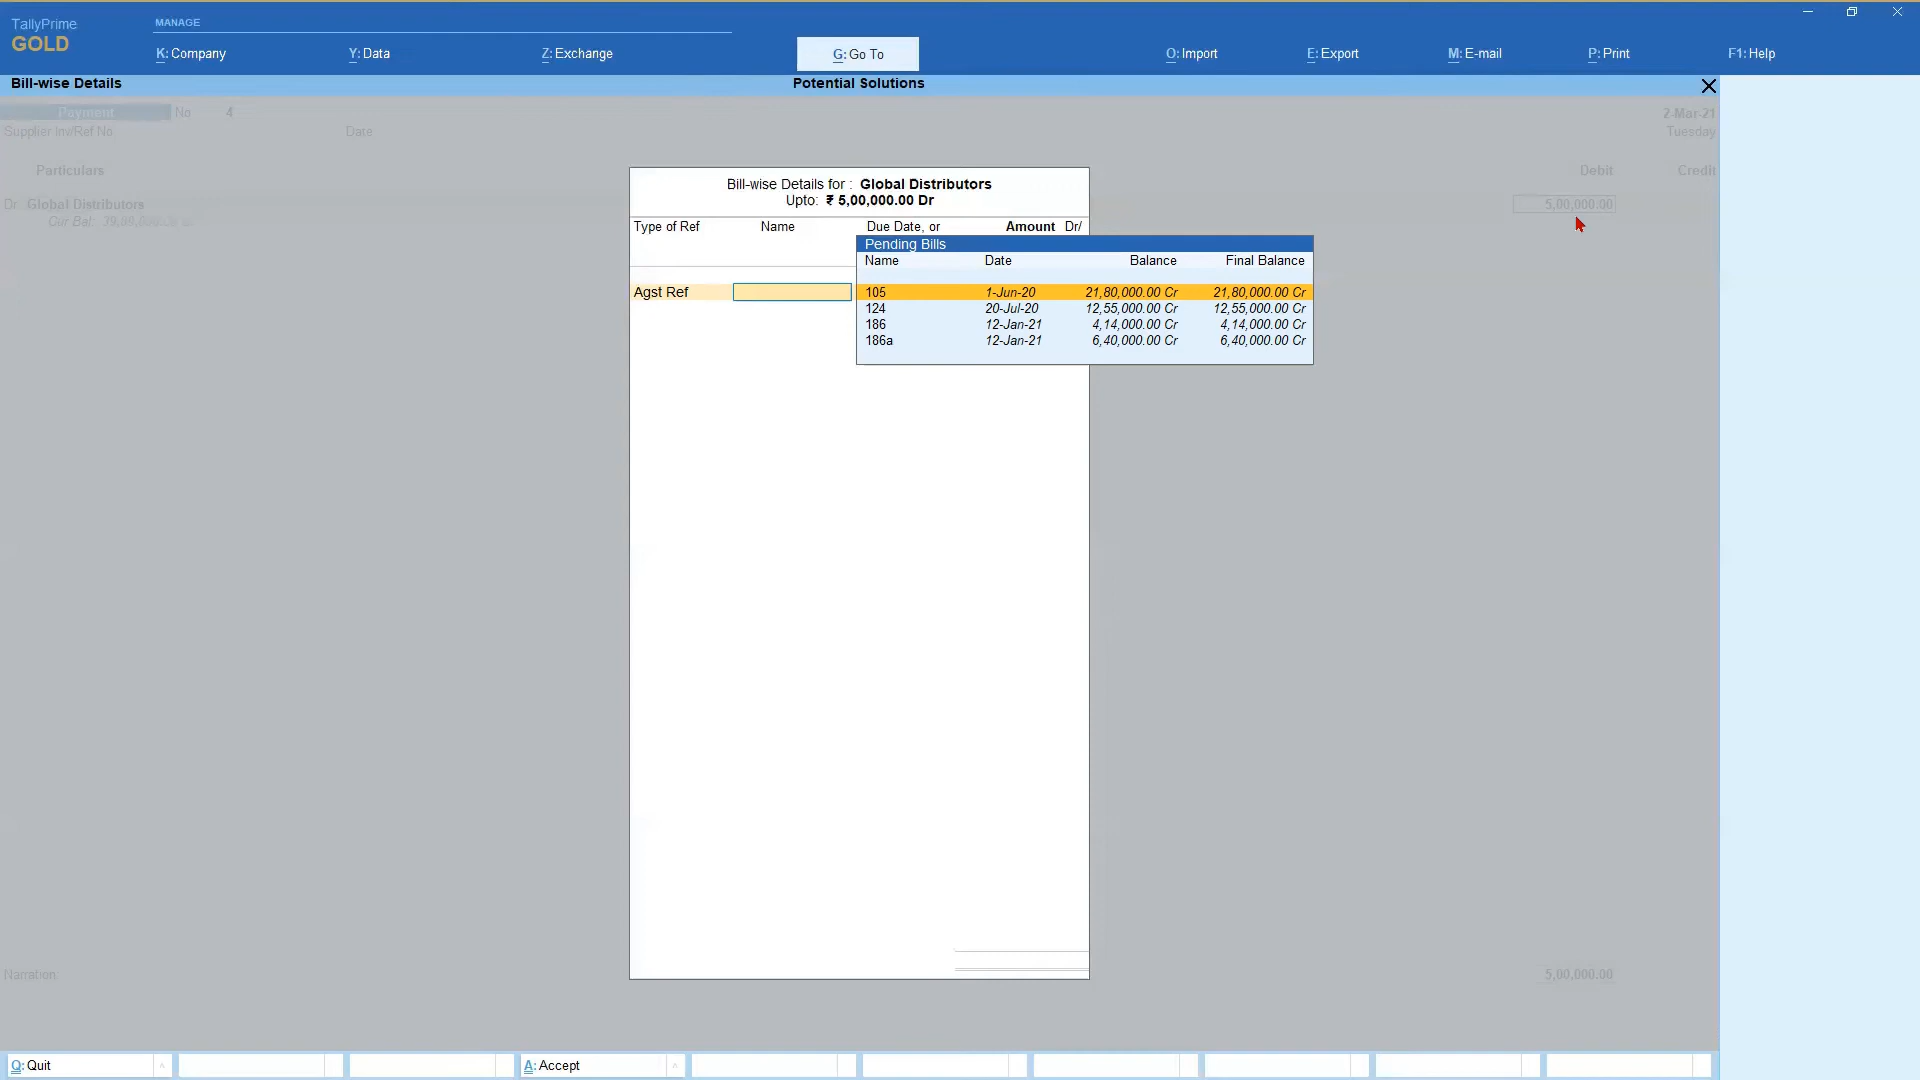 TallyPrime
GOLD
MANAGE
K: Company
Y: Data
Z: Exchange
G: Go To
O: Import
E: Export
M: E-mail
P: Print
F1: Help
Bill-wise Details
Potential Solutions
Payment No 4
2-Mar-21
Supplier Inv/Ref No Date
Tuesday
Particulars
Debit Credit
Dr Global Distributors
5,00,000.00
Cur Bal:
Bill-wise Details for : Global Distributors
Upto: ₹ 5,00,000.00 Dr
Type of Ref Name Due Date, or Amount Dr/
Pending Bills
Name Date Balance Final Balance
Agst Ref
105 1-Jun-20 21,80,000.00 Cr 21,80,000.00 Cr
124 20-Jul-20 12,55,000.00 Cr 12,55,000.00 Cr
186 12-Jan-21 4,14,000.00 Cr 4,14,000.00 Cr
186a 12-Jan-21 6,40,000.00 Cr 6,40,000.00 Cr
Narration:
5,00,000.00
Q: Quit
A: Accept